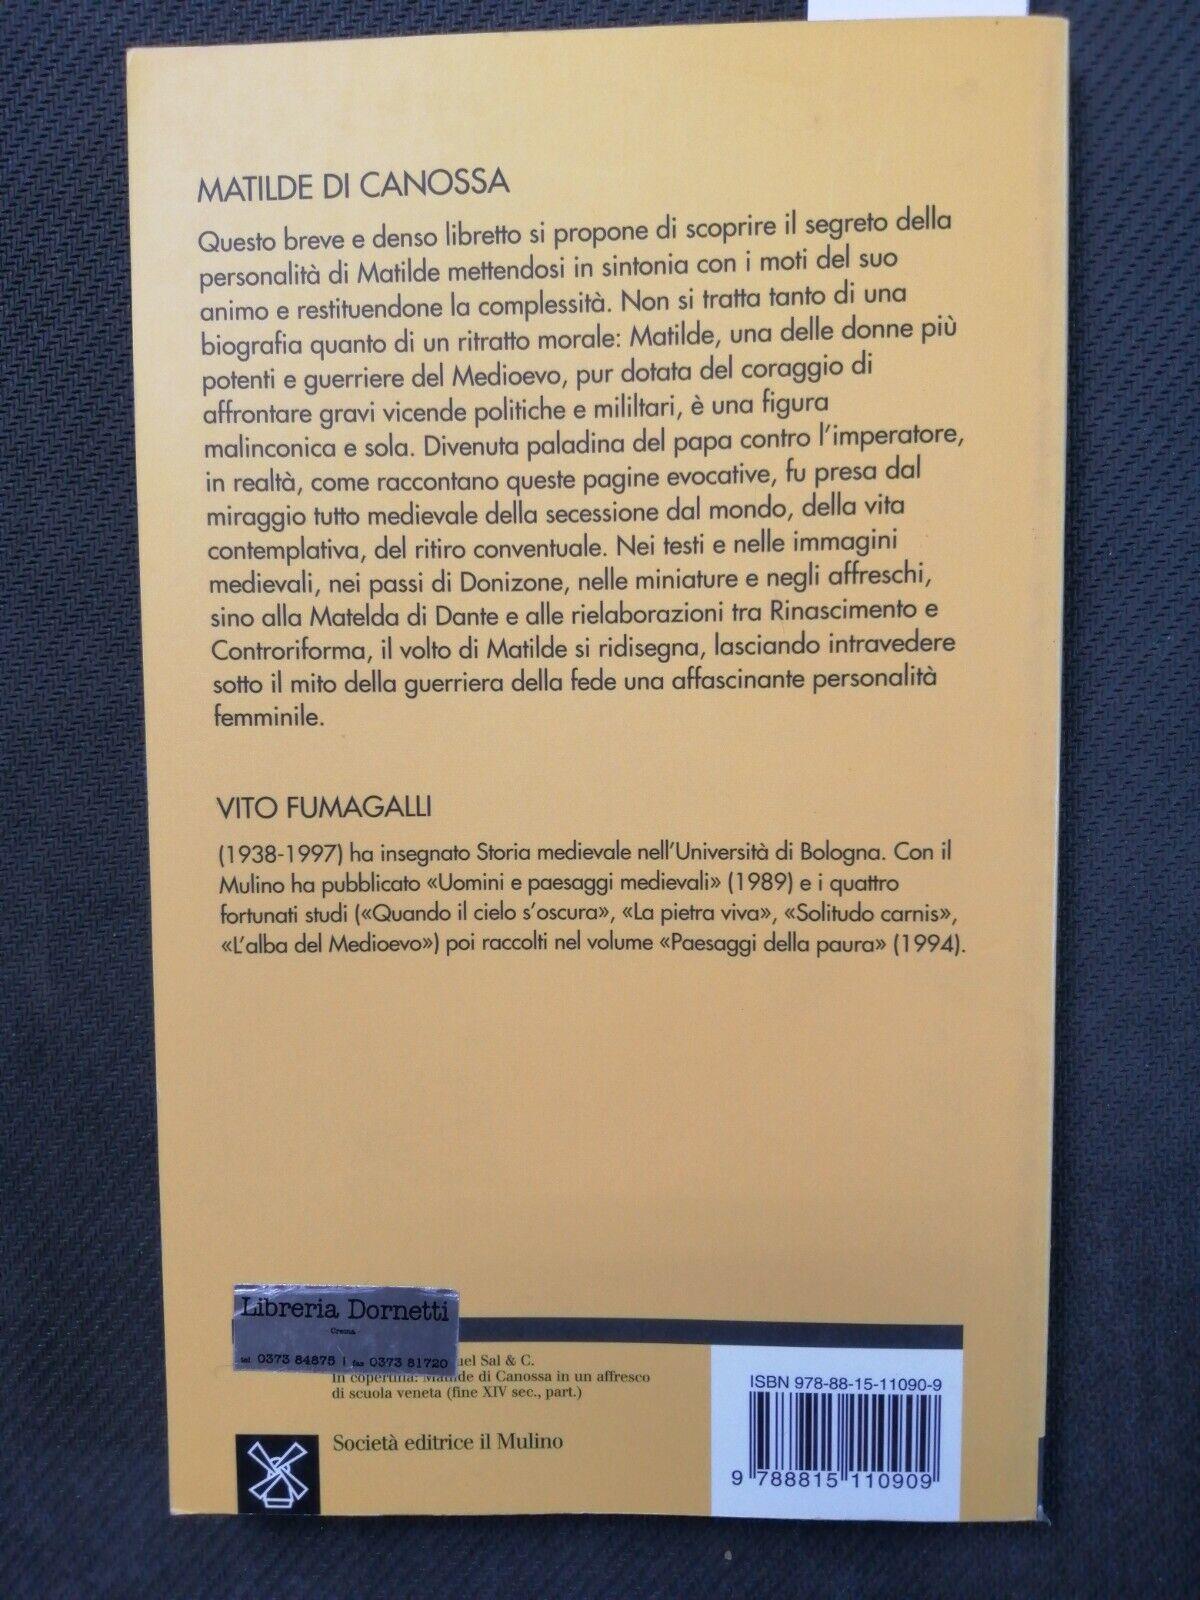 MATILDE DI CANOSSA
Questo breve e denso libretto si propone di scoprire il segreto della
personalità di Matilde mettendosi in sintonia con i moti del suo
animo e restituendone la complessità. Non si tratta tanto di una
biografia quanto di un ritratto morale: Matilde, una delle donne più
potenti e guerriere del Medioevo, pur dotata del coraggio di
affrontare gravi vicende politiche e mililtari, è una figura
malinconica e sola. Divenuta paladina del papa contro l'imperatore,
in realtà, come raccontano queste pagine evocative, fu presa dal
miraggio tutto medievale della secessione dal mondo, della vita
contemplativa, del ritiro conventuale. Nei testi e nelle immagini
medievali, nei passi di Donizone, nelle miniature e negli affreschi,
sino alla Matelda di Dante e alle rielaborazioni tra Rinascimento e
Controriforma, il volto di Matilde si ridisegna, lasciando intravedere
sotto il mito della guerriera della fede una affascinante personalità
femminile.
VITO FUMAGALLI
(1938-1997) ha insegnato Storia medievale nell'Università di Bologna. Con il
Mulino ha pubblicato «Uomini e paesaggi medievali» (1989) e i quattro
fortunati studi («Quando il cielo s'oscura», «La pietra viva», «Solitudo carnis»,
«L'alba del Medioevo») poi raccolti nel volume «Paesaggi della paura» (1994).
Libreria Dornetti
Crema
tel 0373 84875 | fax 0373 81720
Sal & C.
In copertina: Matilde di Canossa in un affresco
di scuola veneta (fine XIV sec., part.)
Società editrice il Mulino
ISBN 978-88-15-11090-9
9 788815 110909